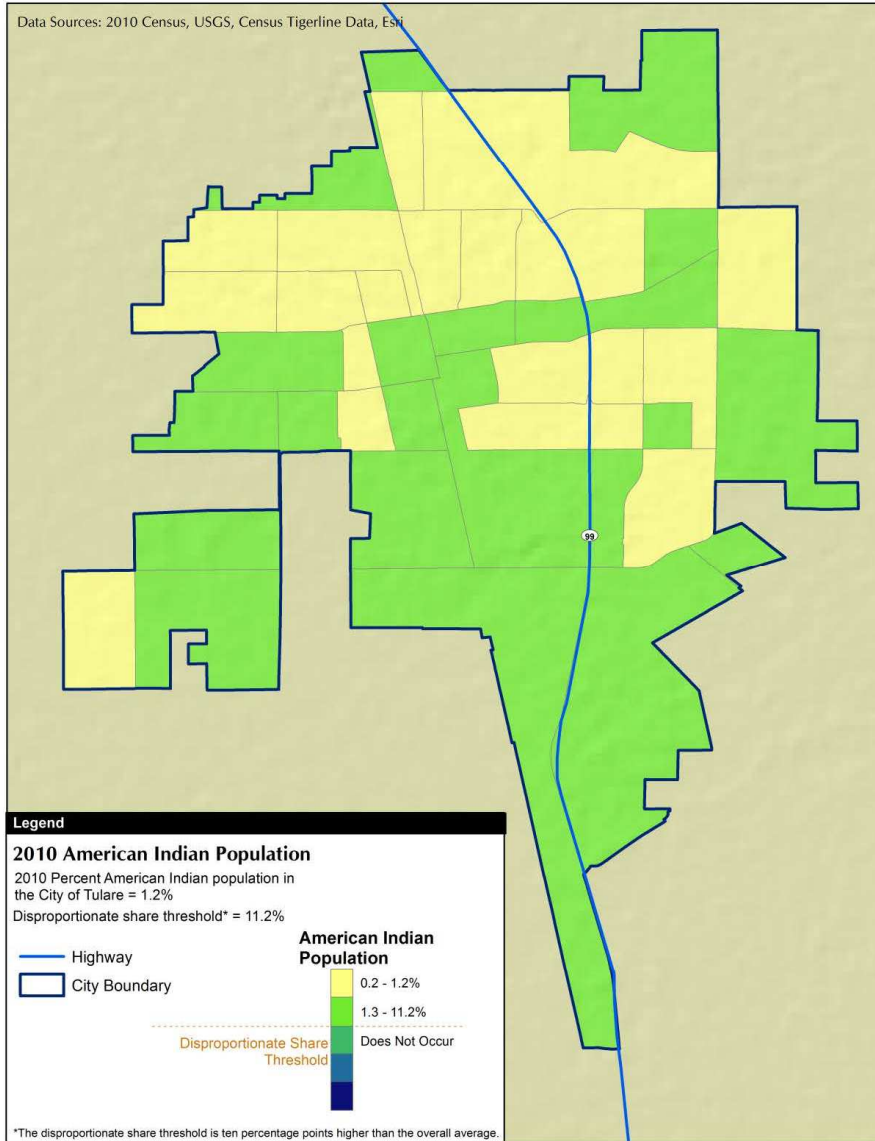 Data Sources: 2010 Census, USGS, Census Tigerline Data, Esri
99
Legend
2010 American Indian Population
2010 Percent American Indian population in
the City of Tulare = 1.2%
Disproportionate share threshold* = 11.2%
Highway
City Boundary
American Indian
Population
0.2 - 1.2%
1.3 - 11.2%
Disproportionate Share
Threshold
Does Not Occur
*The disproportionate share threshold is ten percentage points higher than the overall average.